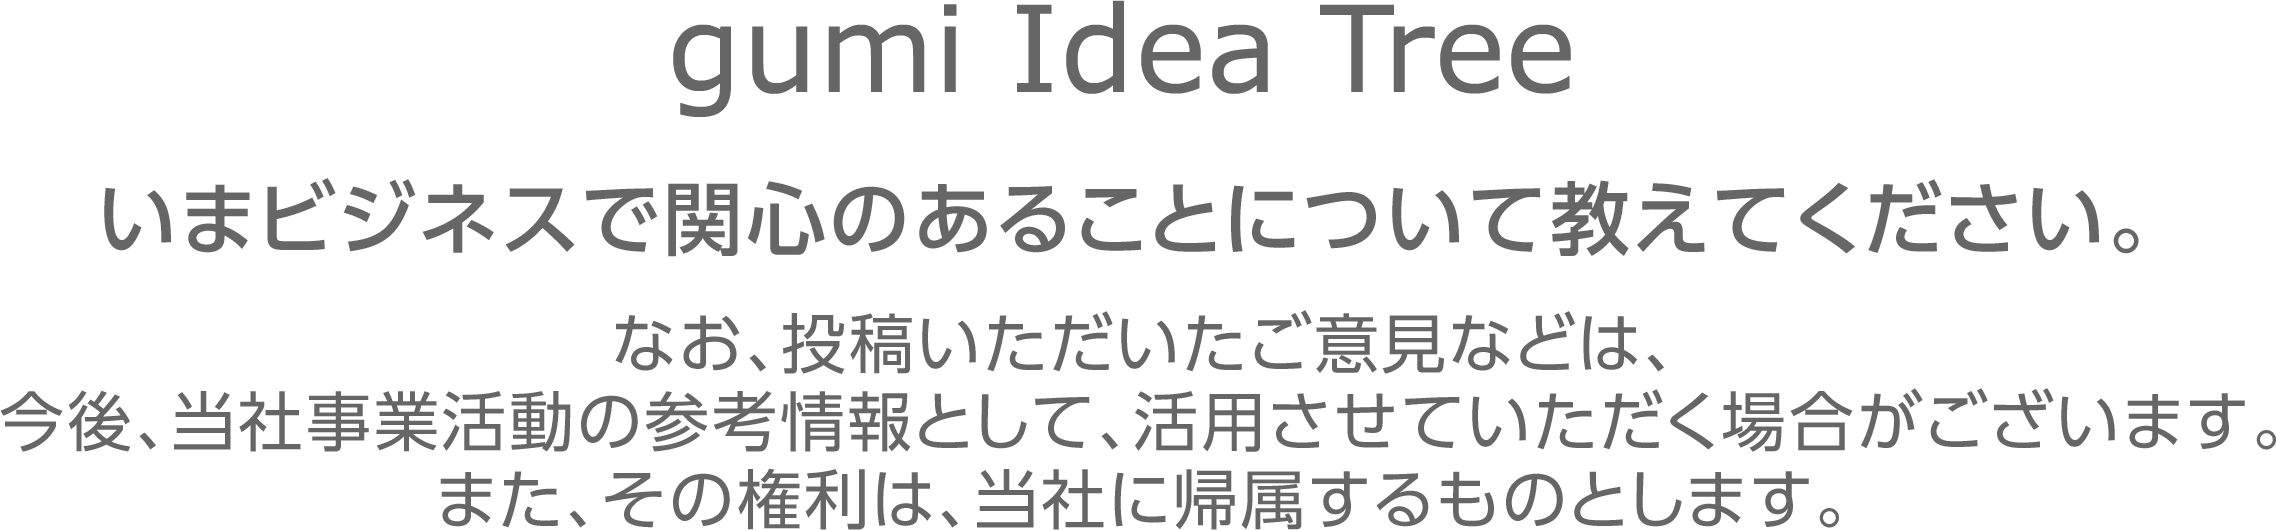 gumi Idea Tree
いまビジネスで関心のあることについて教えてください。
なお、投稿いただいたご意見などは、
今後、当社事業活動の参考情報として、活用させていただく場合がございます。
また、その権利は、当社に帰属するものとします。